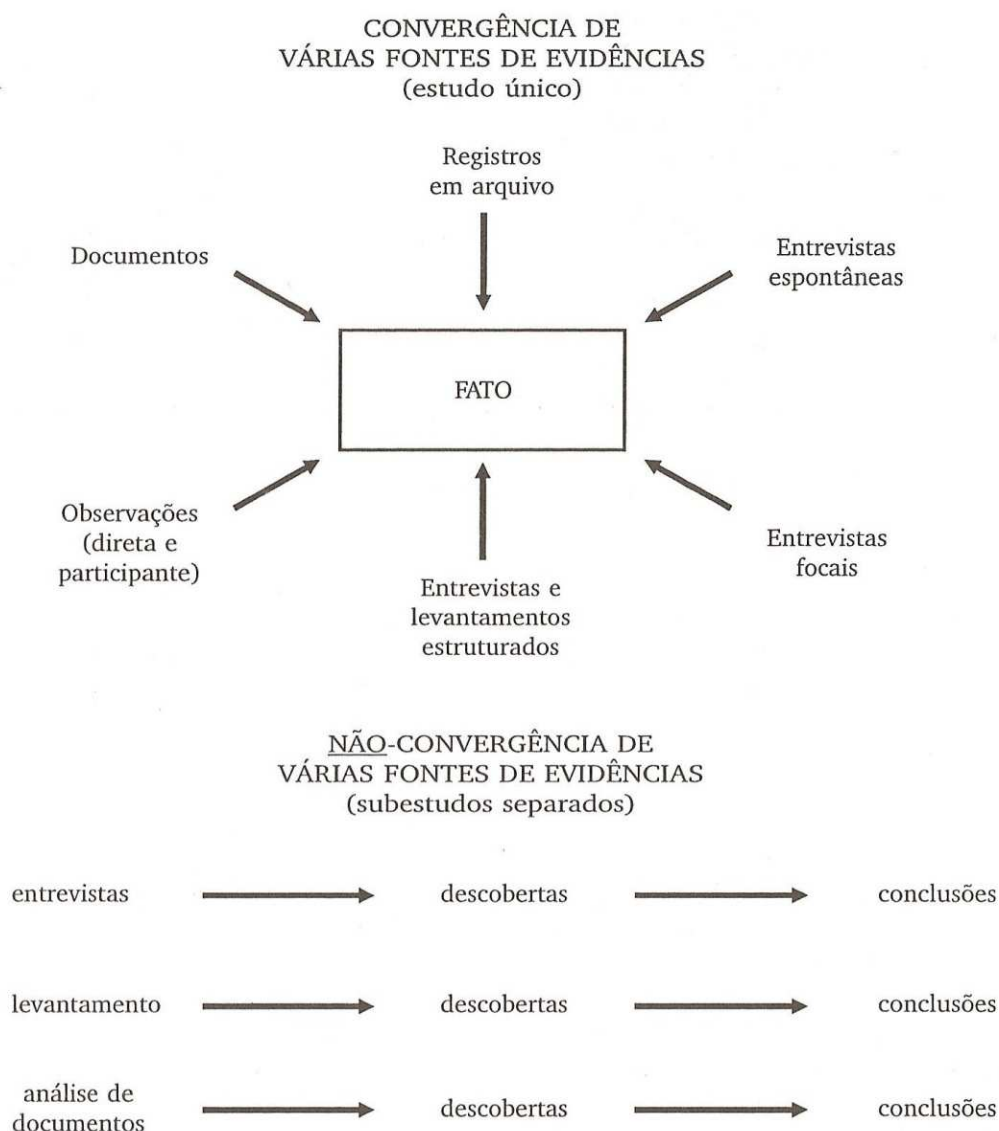 CONVERGÊNCIA DE
VÁRIAS FONTES DE EVIDÊNCIAS
(estudo único)
Registros
em arquivo
Documentos
Entrevistas
espontâneas
FATO
Observações
(direta e
participante)
Entrevistas e
levantamentos
estruturados
Entrevistas
focais
NÃO-CONVERGÊNCIA DE
VÁRIAS FONTES DE EVIDÊNCIAS
(subestudos separados)
entrevistas descobertas conclusões
levantamento descobertas conclusões
análise de
documentos descobertas conclusões